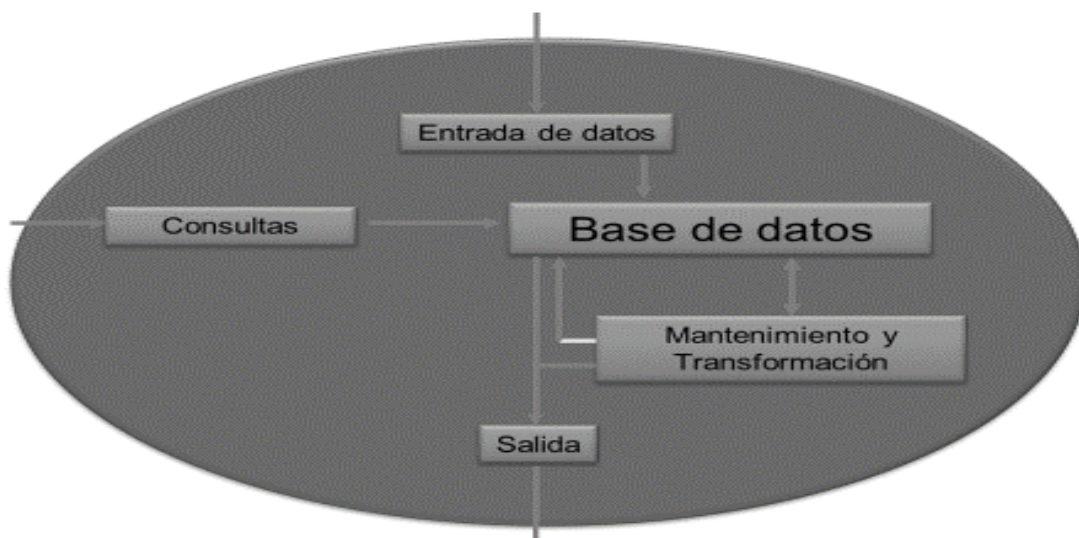 Entrada de datos
Consultas
Base de datos
Mantenimiento y
Transformación
Salida